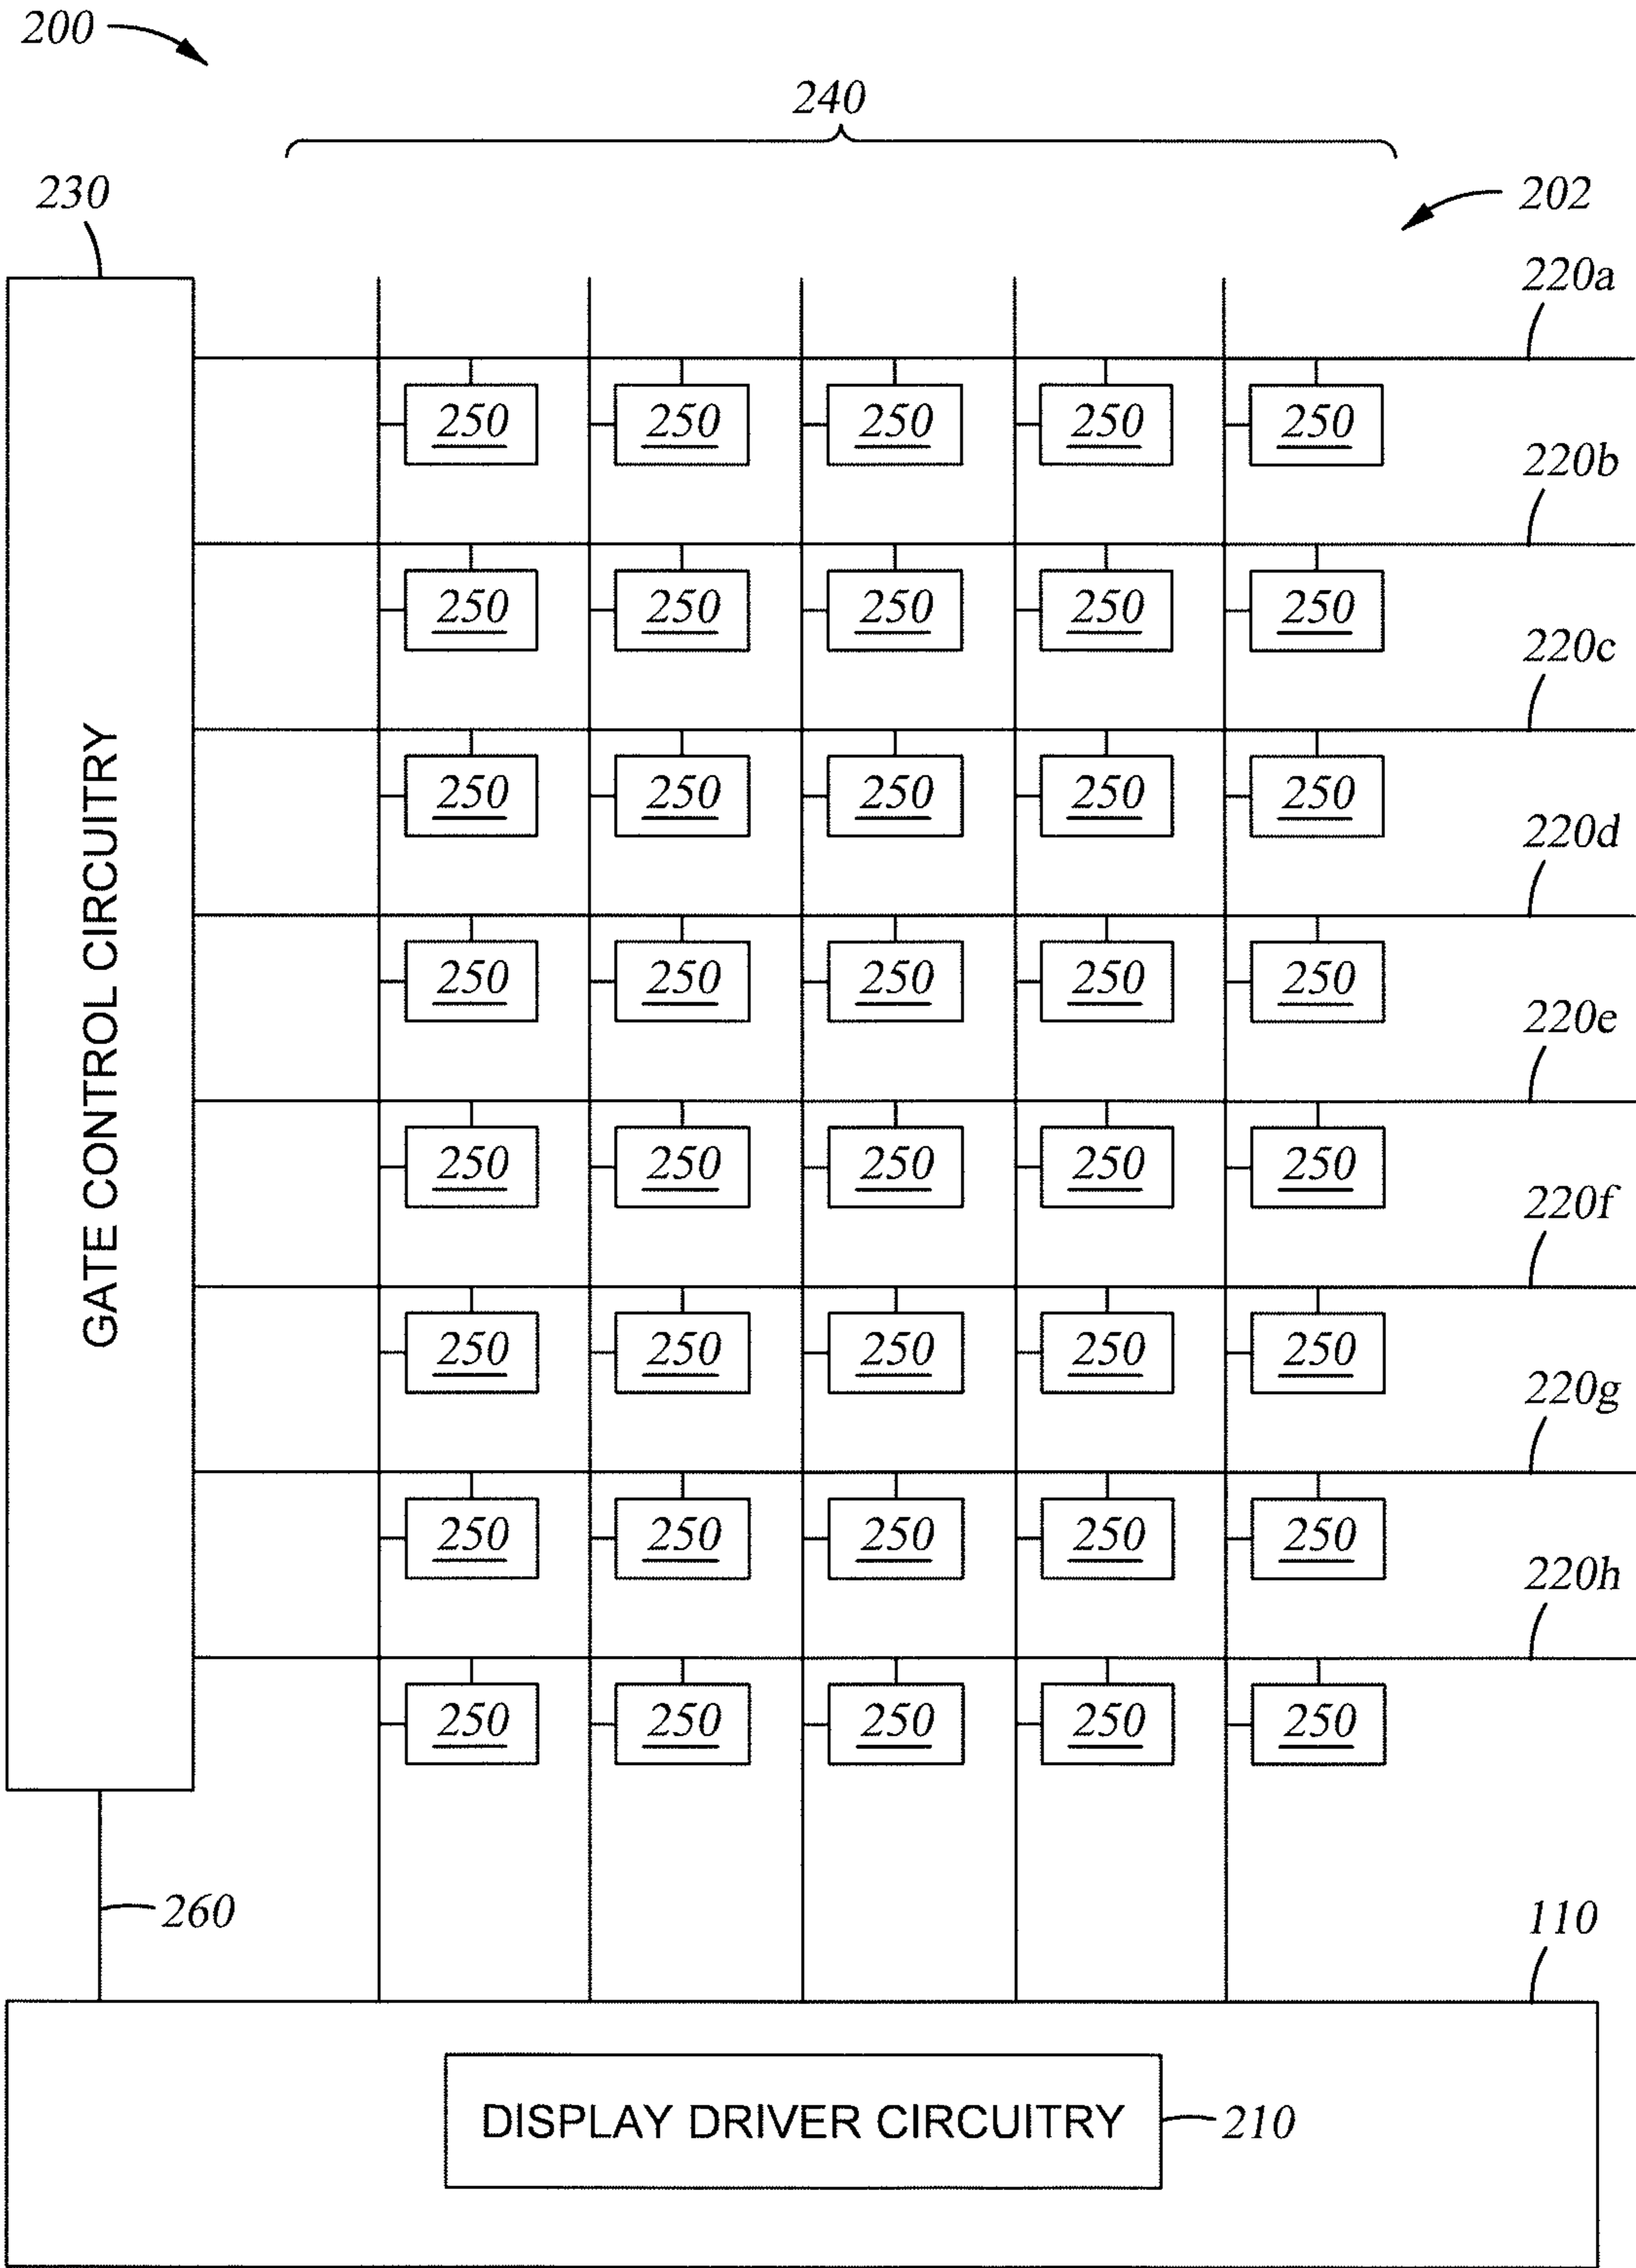 200
240
230
202
220a
250 250 250 250 250
220b
250 250 250 250 250
220c
250 250 250 250 250
220d
250 250 250 250 250
220e
250 250 250 250 250
220f
250 250 250 250 250
220g
250 250 250 250 250
220h
250 250 250 250 250
GATE CONTROL CIRCUITRY
260
110
DISPLAY DRIVER CIRCUITRY
210